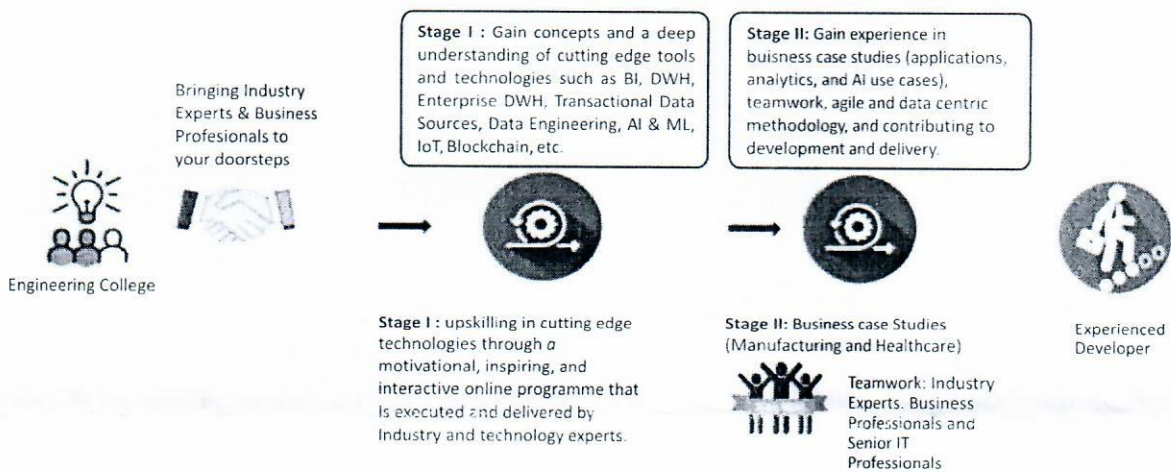 Bringing Industry
Experts & Business
Profesionals to
your doorsteps
Engineering College
Stage I : Gain concepts and a deep
understanding of cutting edge tools
and technologies such as BI, DWH,
Enterprise DWH, Transactional Data
Sources, Data Engineering, AI & ML,
IoT, Blockchain, etc.
Stage I : upskilling in cutting edge
technologies through a
motivational, inspiring, and
interactive online programme that
is executed and delivered by
Industry and technology experts.
Stage II: Gain experience in
buisness case studies (applications,
analytics, and AI use cases),
teamwork, agile and data centric
methodology, and contributing to
development and delivery.
Stage II: Business case Studies
(Manufacturing and Healthcare)
Teamwork: Industry
Experts. Business
Professionals and
Senior IT
Professionals
Experienced
Developer